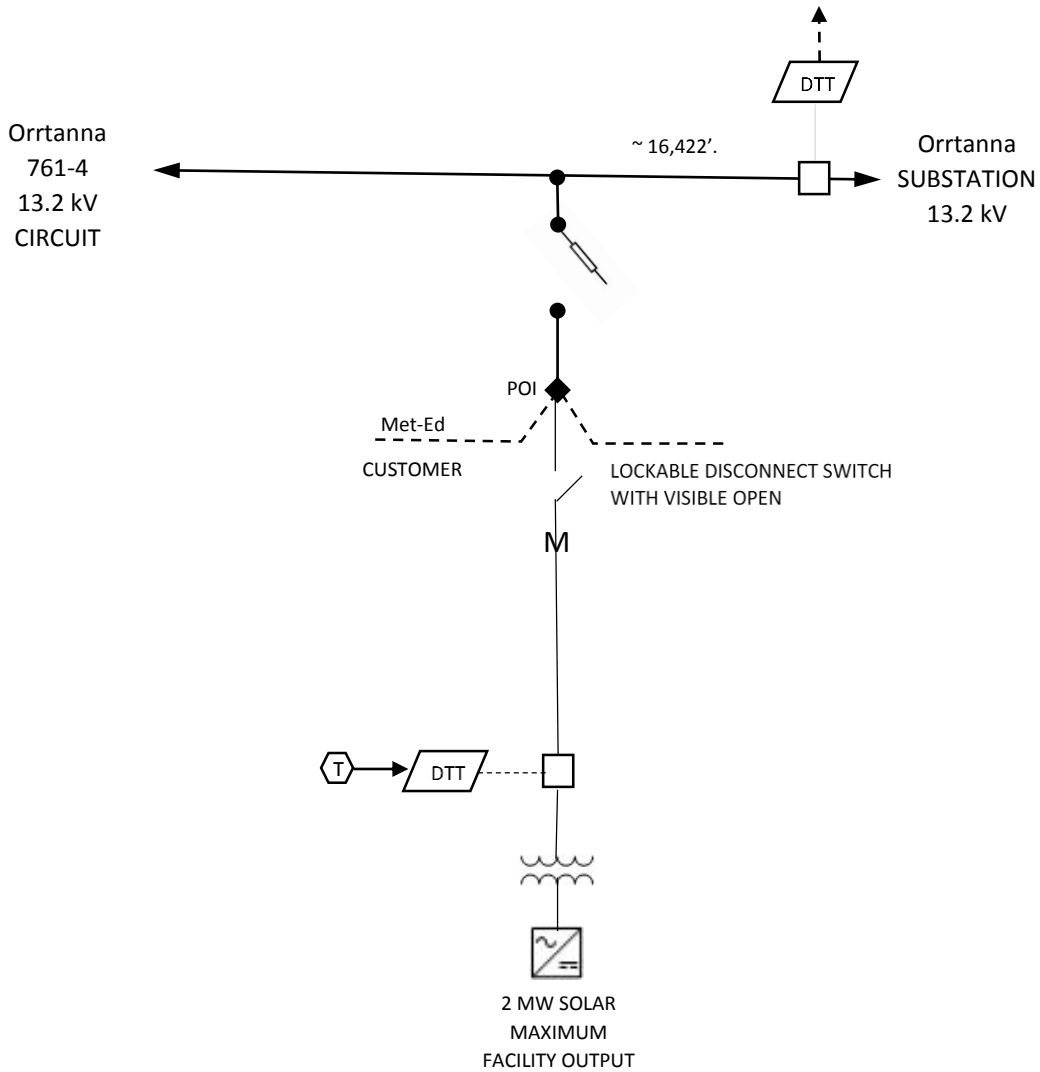 DTT
Orrtanna
761-4
13.2 kV
CIRCUIT
~ 16,422'.
Orrtanna
SUBSTATION
13.2 kV
POI
Met-Ed
CUSTOMER
LOCKABLE DISCONNECT SWITCH
WITH VISIBLE OPEN
M
T
DTT
2 MW SOLAR
MAXIMUM
FACILITY OUTPUT